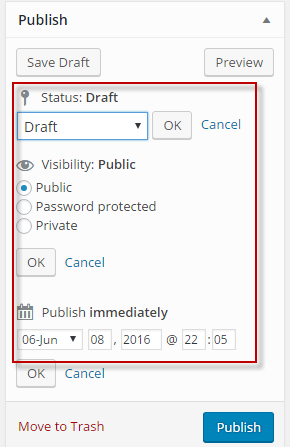 Publish
Save Draft Preview
Status: Draft
Draft OK Cancel
Visibility: Public
Public
Password protected
Private
OK Cancel
Publish immediately
06-Jun 08 , 2016 @ 22 : 05
OK Cancel
Move to Trash Publish